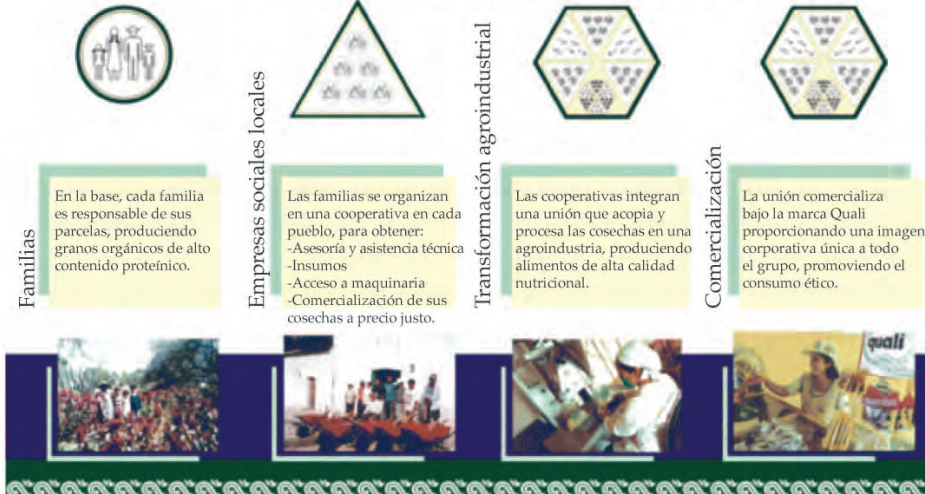 Familias
En la base, cada familia
es responsable de sus
parcelas, produciendo
granos orgánicos de alto
contenido proteínico.
Empresas sociales locales
Las familias se organizan
en una cooperativa en cada
pueblo, para obtener:
-Asesoría y asistencia técnica
-Insumos
-Acceso a maquinaria
-Comercialización de sus
cosechas a precio justo.
Transformación agroindustrial
Las cooperativas integran
una unión que acopia y
procesa las cosechas en una
agroindustria, produciendo
alimentos de alta calidad
nutricional.
Comercialización
La unión comercializa
bajo la marca Quali
proporcionando una imagen
corporativa única a todo
el grupo, promoviendo el
consumo ético.
quali